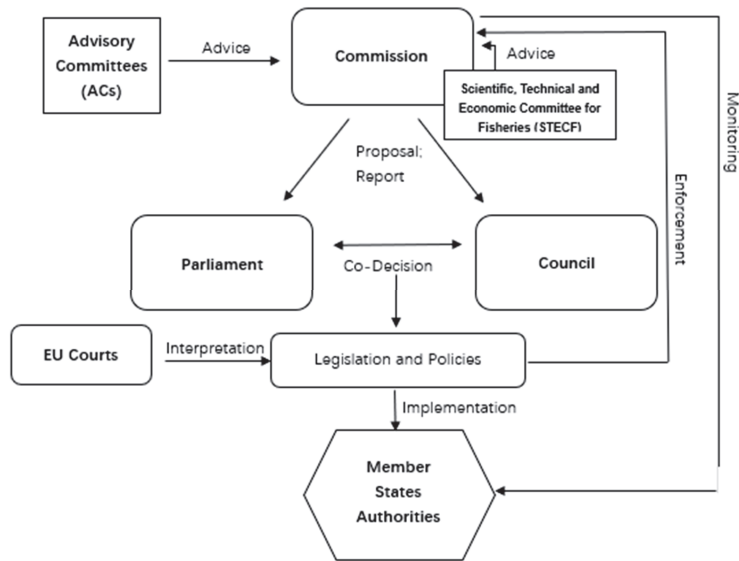 Advisory
Committees
(ACs)
Advice
Commission
Advice
Scientific, Technical and
Economic Committee for
Fisheries (STECF)
Monitoring
Enforcement
Proposal;
Report
Parliament
Co-Decision
Council
EU Courts
Interpretation
Legislation and Policies
Implementation
Member
States
Authorities